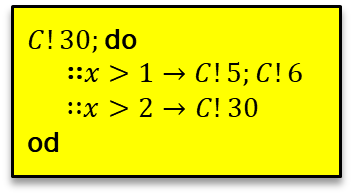 C! 30; do
::x > 1 → C! 5; C! 6
::x > 2 → C! 30
od